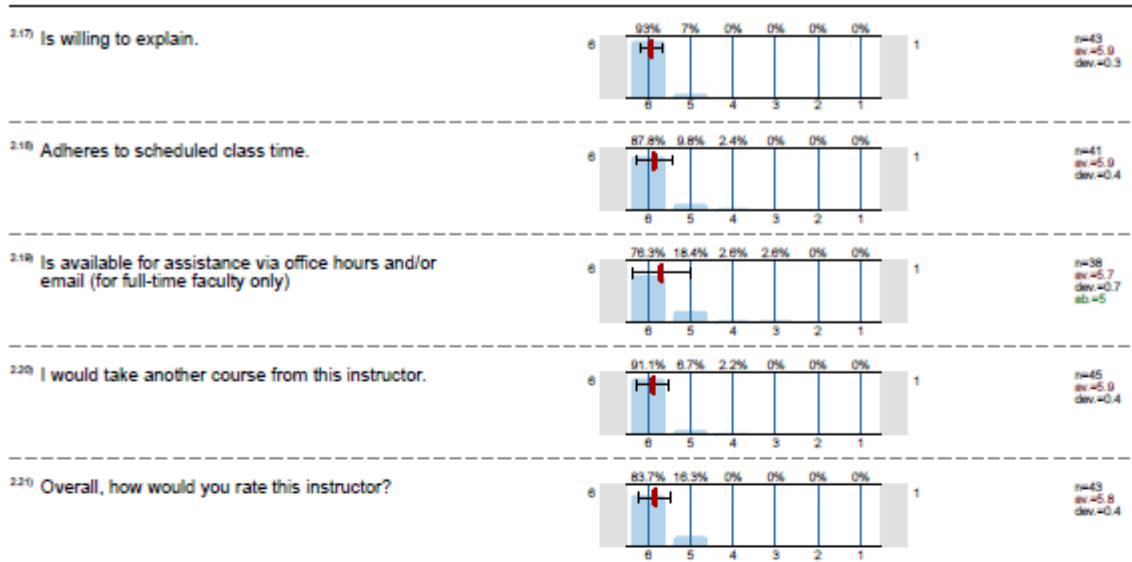 2.17) Is willing to explain.
93% 7% 0% 0% 0% 0%
6 1
n=43
av.=5.9
dev.=0.3
6 5 4 3 2 1
2.18) Adheres to scheduled class time.
87.8% 9.8% 2.4% 0% 0% 0%
6 1
n=41
av.=5.9
dev.=0.4
6 5 4 3 2 1
2.19) Is available for assistance via office hours and/or
email (for full-time faculty only)
76.3% 18.4% 2.6% 2.6% 0% 0%
6 1
n=38
av.=5.7
dev.=0.7
ab.=5
6 5 4 3 2 1
2.20) I would take another course from this instructor.
91.1% 6.7% 2.2% 0% 0% 0%
6 1
n=45
av.=5.9
dev.=0.4
6 5 4 3 2 1
2.21) Overall, how would you rate this instructor?
83.7% 16.3% 0% 0% 0% 0%
6 1
n=43
av.=5.8
dev.=0.4
6 5 4 3 2 1